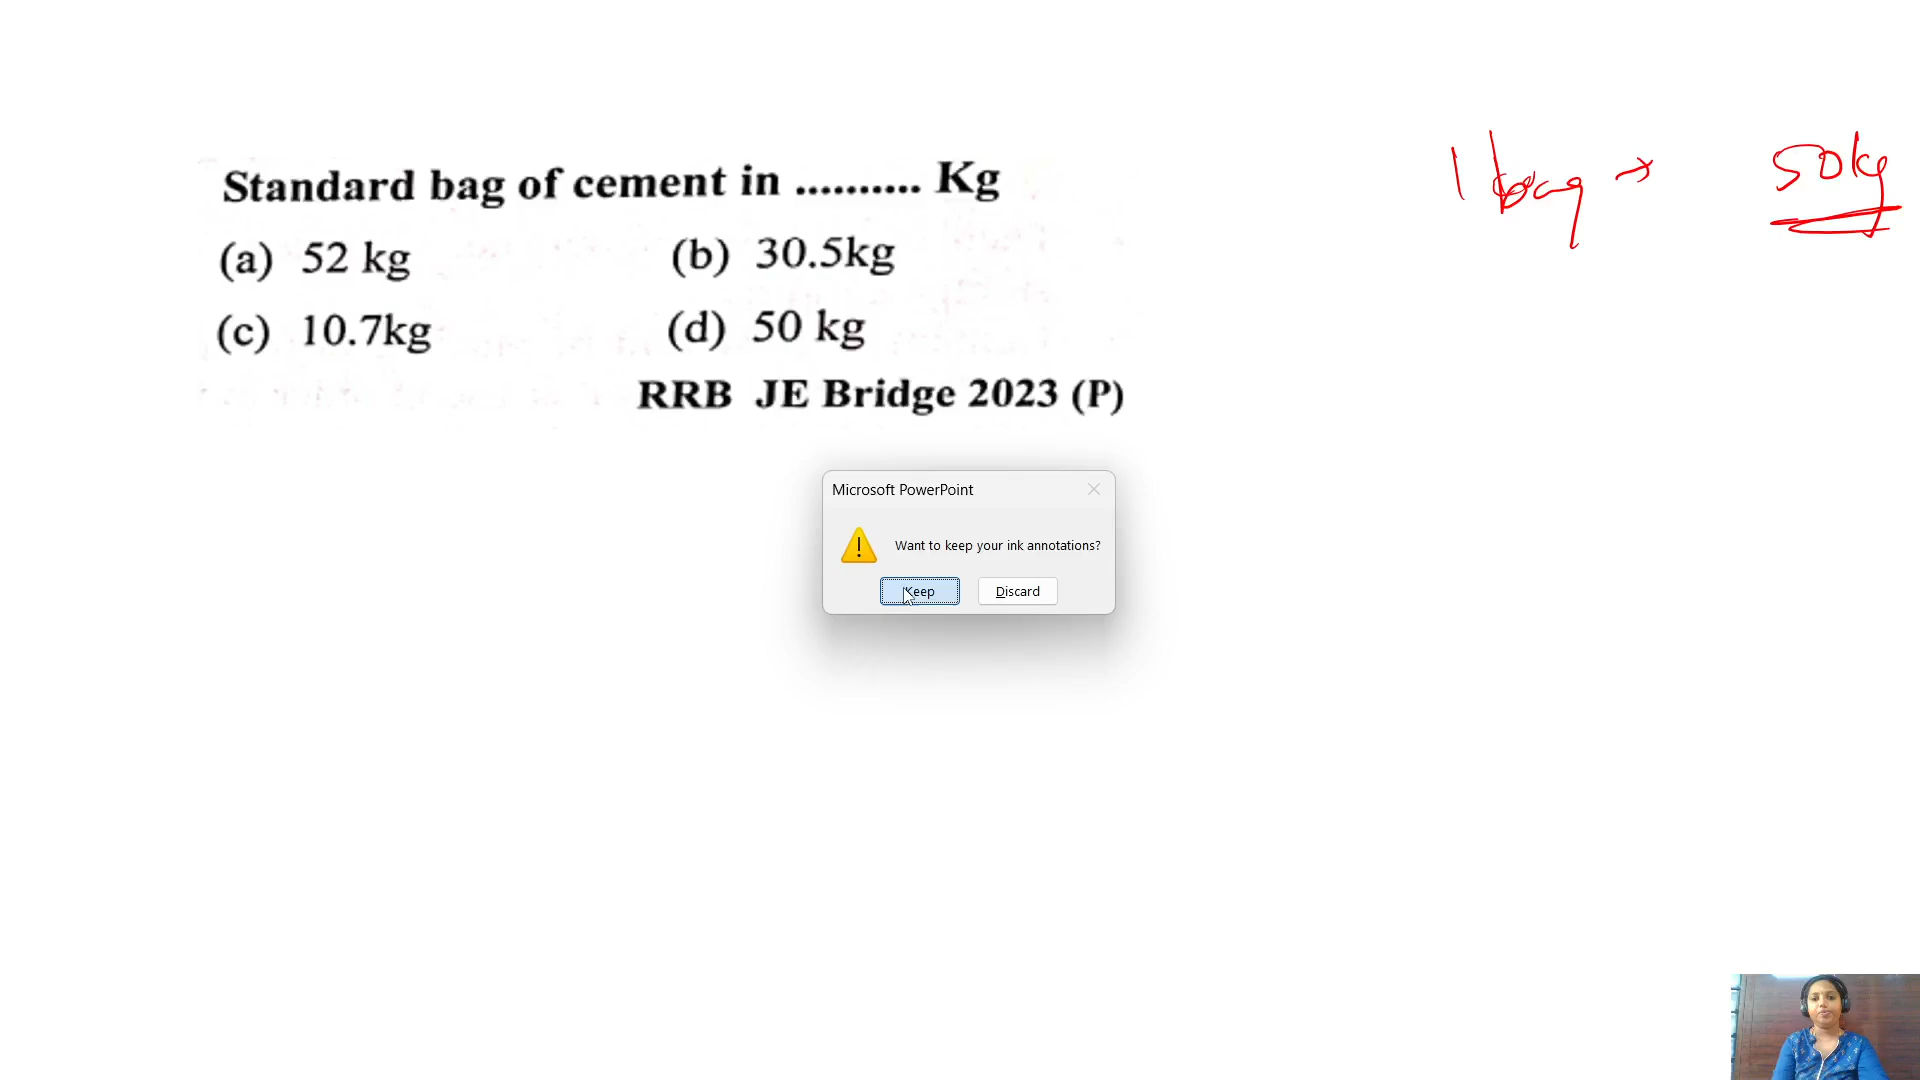 Standard bag of cement in .......... Kg
(a) 52 kg (b) 30.5kg
(c) 10.7kg (d) 50 kg
RRB JE Bridge 2023 (P)
1 bag → 50kg
Microsoft PowerPoint
Want to keep your ink annotations?
Keep Discard